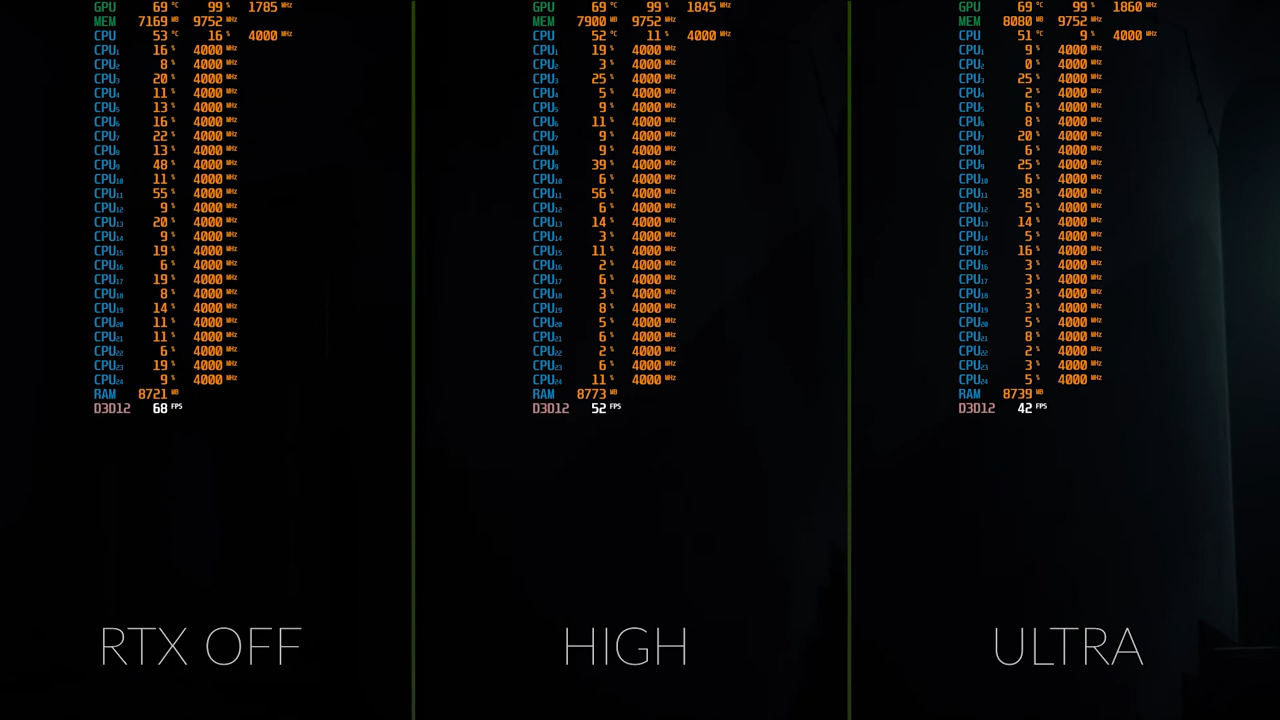 GPU 69 °C 99 % 1785 MHz
MEM 7169 MB 9752 MHz
CPU 53 °C 16 % 4000 MHz
CPU1 16 % 4000 MHz
CPU2 8 % 4000 MHz
CPU3 20 % 4000 MHz
CPU4 11 % 4000 MHz
CPU5 13 % 4000 MHz
CPU6 16 % 4000 MHz
CPU7 22 % 4000 MHz
CPU8 13 % 4000 MHz
CPU9 48 % 4000 MHz
CPU10 11 % 4000 MHz
CPU11 55 % 4000 MHz
CPU12 9 % 4000 MHz
CPU13 20 % 4000 MHz
CPU14 9 % 4000 MHz
CPU15 19 % 4000 MHz
CPU16 6 % 4000 MHz
CPU17 19 % 4000 MHz
CPU18 8 % 4000 MHz
CPU19 14 % 4000 MHz
CPU20 11 % 4000 MHz
CPU21 11 % 4000 MHz
CPU22 6 % 4000 MHz
CPU23 19 % 4000 MHz
CPU24 9 % 4000 MHz
RAM 8721 MB
D3D12 68 FPS
RTX OFF
GPU 69 °C 99 % 1845 MHz
MEM 7900 MB 9752 MHz
CPU 52 °C 11 % 4000 MHz
CPU1 19 % 4000 MHz
CPU2 3 % 4000 MHz
CPU3 25 % 4000 MHz
CPU4 5 % 4000 MHz
CPU5 9 % 4000 MHz
CPU6 11 % 4000 MHz
CPU7 9 % 4000 MHz
CPU8 9 % 4000 MHz
CPU9 39 % 4000 MHz
CPU10 6 % 4000 MHz
CPU11 56 % 4000 MHz
CPU12 6 % 4000 MHz
CPU13 14 % 4000 MHz
CPU14 3 % 4000 MHz
CPU15 11 % 4000 MHz
CPU16 2 % 4000 MHz
CPU17 6 % 4000 MHz
CPU18 3 % 4000 MHz
CPU19 8 % 4000 MHz
CPU20 5 % 4000 MHz
CPU21 6 % 4000 MHz
CPU22 2 % 4000 MHz
CPU23 6 % 4000 MHz
CPU24 11 % 4000 MHz
RAM 8773 MB
D3D12 52 FPS
HIGH
GPU 69 °C 99 % 1860 MHz
MEM 8080 MB 9752 MHz
CPU 51 °C 9 % 4000 MHz
CPU1 9 % 4000 MHz
CPU2 0 % 4000 MHz
CPU3 25 % 4000 MHz
CPU4 2 % 4000 MHz
CPU5 6 % 4000 MHz
CPU6 8 % 4000 MHz
CPU7 20 % 4000 MHz
CPU8 6 % 4000 MHz
CPU9 25 % 4000 MHz
CPU10 6 % 4000 MHz
CPU11 38 % 4000 MHz
CPU12 5 % 4000 MHz
CPU13 14 % 4000 MHz
CPU14 5 % 4000 MHz
CPU15 16 % 4000 MHz
CPU16 3 % 4000 MHz
CPU17 3 % 4000 MHz
CPU18 3 % 4000 MHz
CPU19 3 % 4000 MHz
CPU20 5 % 4000 MHz
CPU21 8 % 4000 MHz
CPU22 2 % 4000 MHz
CPU23 3 % 4000 MHz
CPU24 5 % 4000 MHz
RAM 8739 MB
D3D12 42 FPS
ULTRA